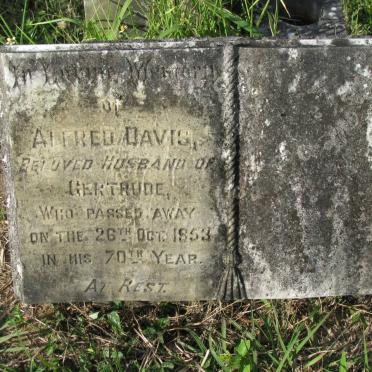 In Loving Memory
of
ALFRED DAVIS,
BELOVED HUSBAND OF
GERTRUDE,
WHO PASSED AWAY
ON THE 26TH OCT. 1953
IN HIS 70TH YEAR.
AT REST.